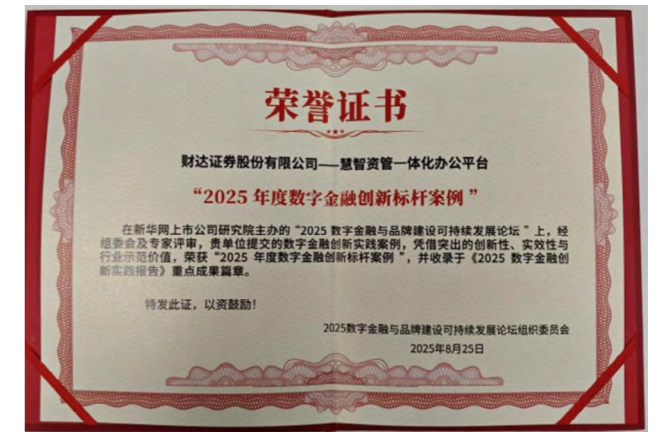 荣誉证书
财达证券股份有限公司——慧智资管一体化办公平台
“2025 年度数字金融创新标杆案例”
在新华网上市公司研究院主办的“2025 数字金融与品牌建设可持续发展论坛”上，经
组委会及专家评审，贵单位提交的数字金融创新实践案例，凭借突出的创新性、实效性与
行业示范价值，荣获“2025 年度数字金融创新标杆案例”，并收录于《2025 数字金融创
新实践报告》重点成果篇章。
特发此证，以资鼓励！
2025数字金融与品牌建设可持续发展论坛组织委员会
2025年8月25日